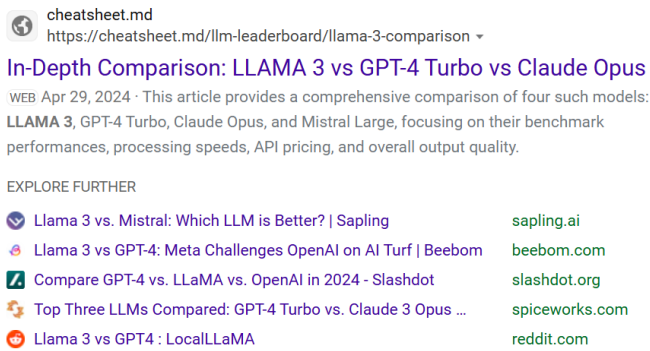 cheatsheet.md
https://cheatsheet.md/llm-leaderboard/llama-3-comparison
In-Depth Comparison: LLAMA 3 vs GPT-4 Turbo vs Claude Opus
WEB Apr 29, 2024 · This article provides a comprehensive comparison of four such models:
LLAMA 3, GPT-4 Turbo, Claude Opus, and Mistral Large, focusing on their benchmark
performances, processing speeds, API pricing, and overall output quality.
EXPLORE FURTHER
Llama 3 vs. Mistral: Which LLM is Better? | Sapling sapling.ai
Llama 3 vs GPT-4: Meta Challenges OpenAI on AI Turf | Beebom beebom.com
Compare GPT-4 vs. LLaMA vs. OpenAI in 2024 - Slashdot slashdot.org
Top Three LLMs Compared: GPT-4 Turbo vs. Claude 3 Opus ... spiceworks.com
Llama 3 vs GPT4 : LocalLLaMA reddit.com